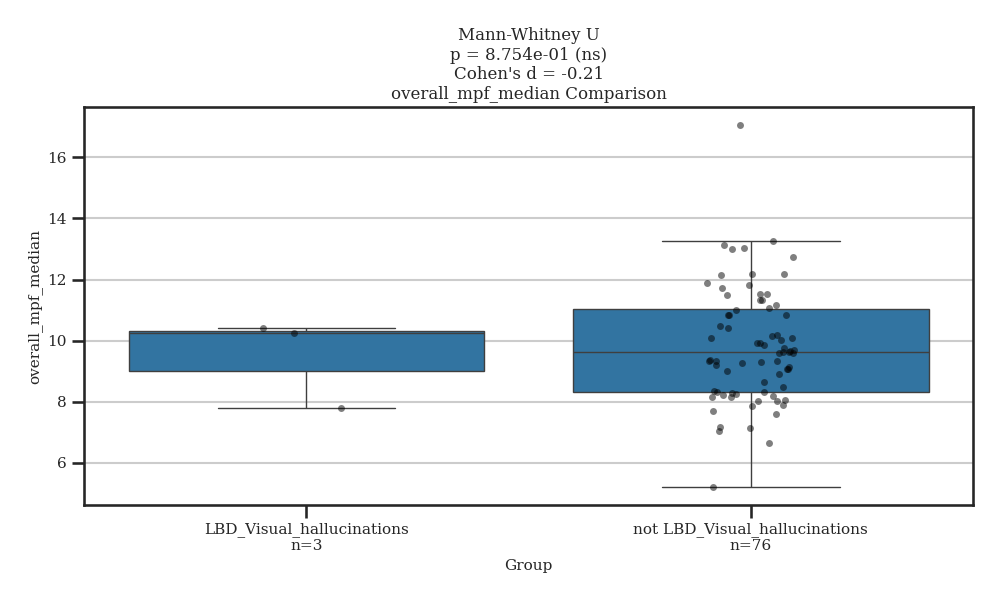 Mann-Whitney U
p = 8.754e-01 (ns)
Cohen's d = -0.21
overall_mpf_median Comparison
overall_mpf_median
16
14
12
10
8
6
LBD_Visual_hallucinations
n=3
not LBD_Visual_hallucinations
n=76
Group